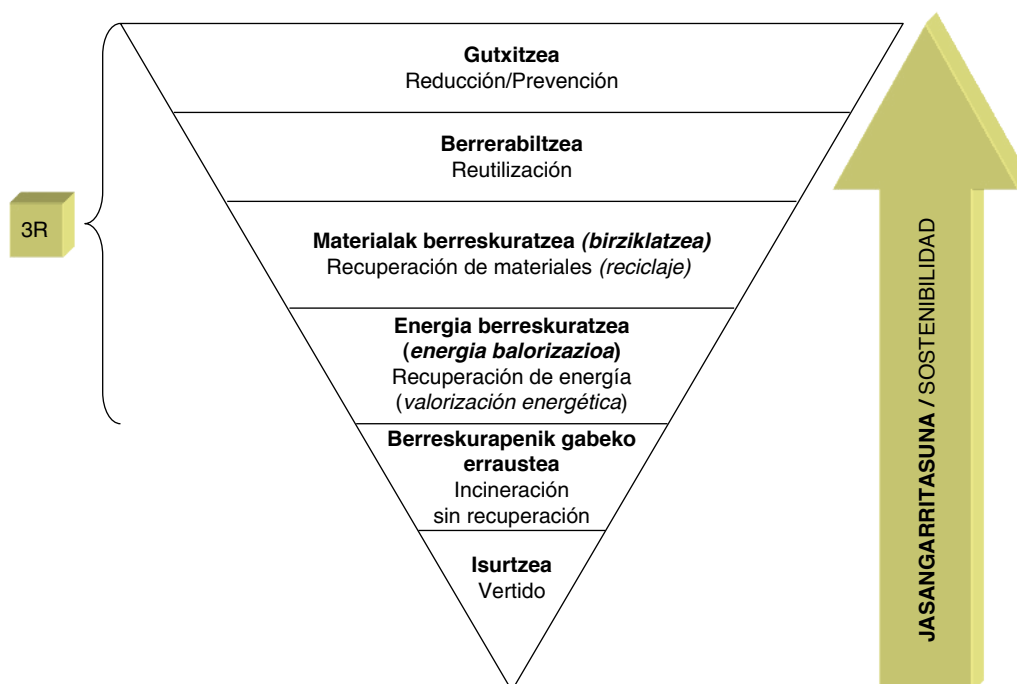 Gutxitzea
Reducción/Prevención
Berrerabiltzea
Reutilización
3R
Materialak berreskuratzea (birziklatzea)
Recuperación de materiales (reciclaje)
Energia berreskuratzea
(energia balorizazioa)
Recuperación de energía
(valorización energética)
Berreskurapenik gabeko
erraustea
Incineración
sin recuperación
Isurtzea
Vertido
JASANGARRITASUNA / SOSTENIBILIDAD